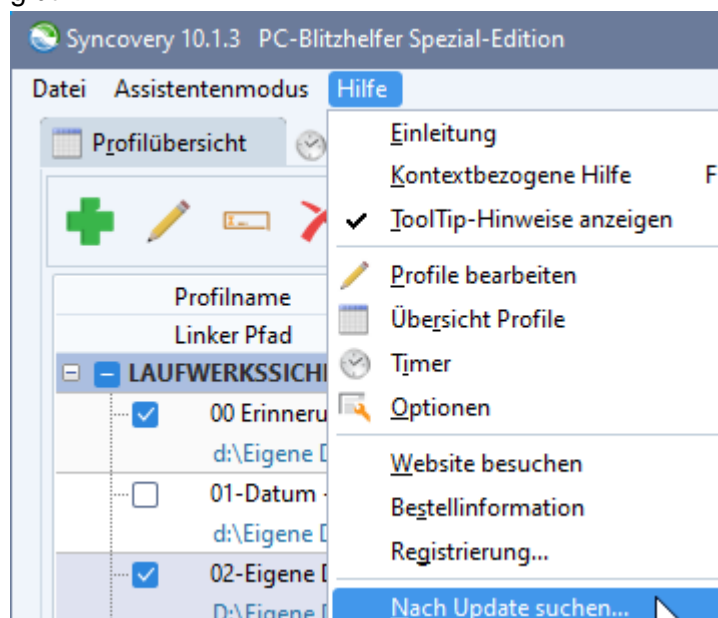 Syncovery 10.1.3 PC-Blitzhelfer Spezial-Edition
Datei Assistentenmodus Hilfe
Profilübersicht
Einleitung
Kontextbezogene Hilfe F
ToolTip-Hinweise anzeigen
Profile bearbeiten
Übersicht Profile
Timer
Optionen
Website besuchen
Bestellinformation
Registrierung...
Nach Update suchen...
Profilname
Linker Pfad
LAUFWERKSSICH
00 Erinneru
d:\Eigene D
01-Datum -
d:\Eigene D
02-Eigene D
D:\Eigene D